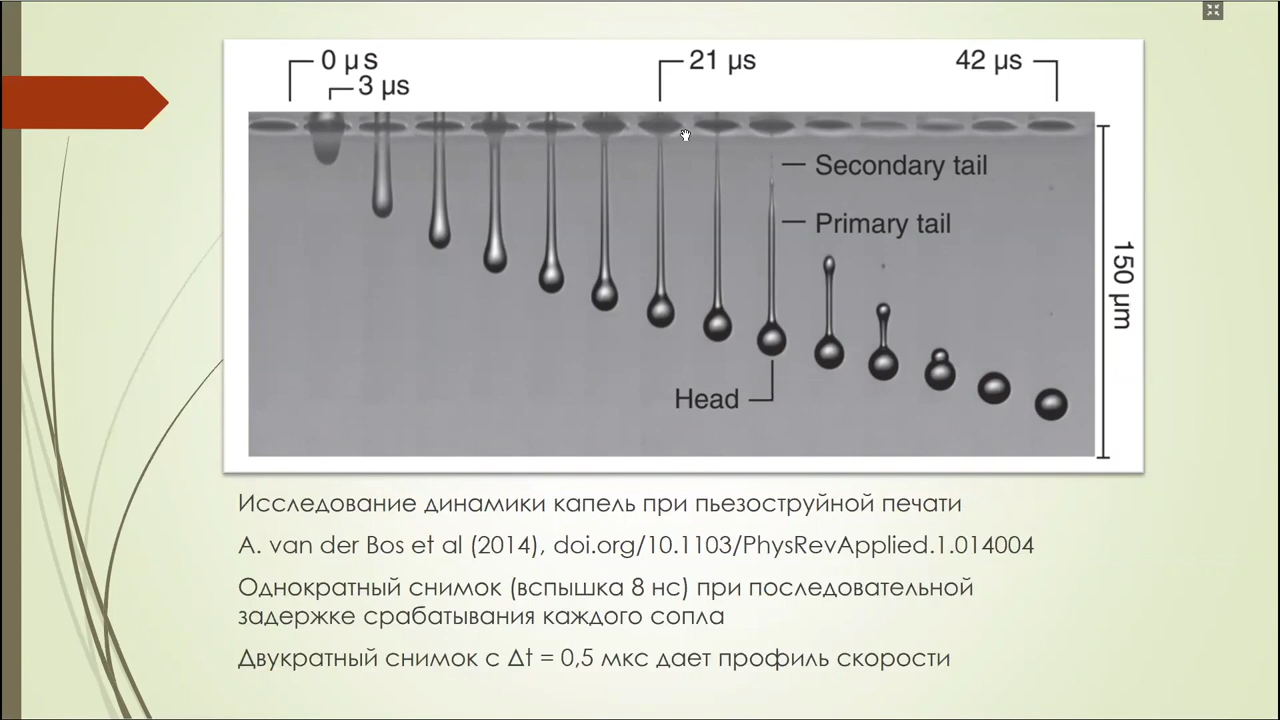 0 µs
3 µs
21 µs
42 µs
Secondary tail
Primary tail
Head
150 µm
Исследование динамики капель при пьезоструйной печати
A. van der Bos et al (2014), doi.org/10.1103/PhysRevApplied.1.014004
Однократный снимок (вспышка 8 нс) при последовательной
задержке срабатывания каждого сопла
Двукратный снимок с Δt = 0,5 мкс дает профиль скорости